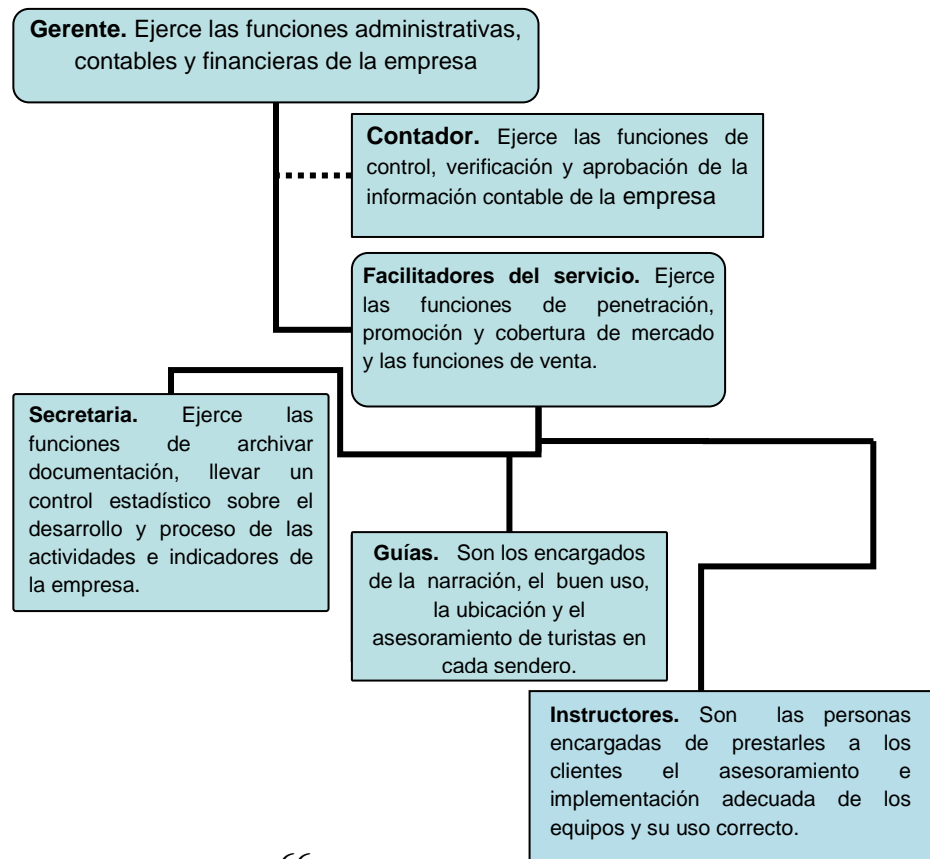 Gerente. Ejerce las funciones administrativas,
contables y financieras de la empresa
Contador. Ejerce las funciones de
control, verificación y aprobación de la
información contable de la empresa
Facilitadores del servicio. Ejerce
las funciones de penetración,
promoción y cobertura de mercado
y las funciones de venta.
Secretaria. Ejerce las
funciones de archivar
documentación, llevar un
control estadístico sobre el
desarrollo y proceso de las
actividades e indicadores de
la empresa.
Guías. Son los encargados
de la narración, el buen uso,
la ubicación y el
asesoramiento de turistas en
cada sendero.
Instructores. Son las personas
encargadas de prestarles a los
clientes el asesoramiento e
implementación adecuada de los
equipos y su uso correcto.